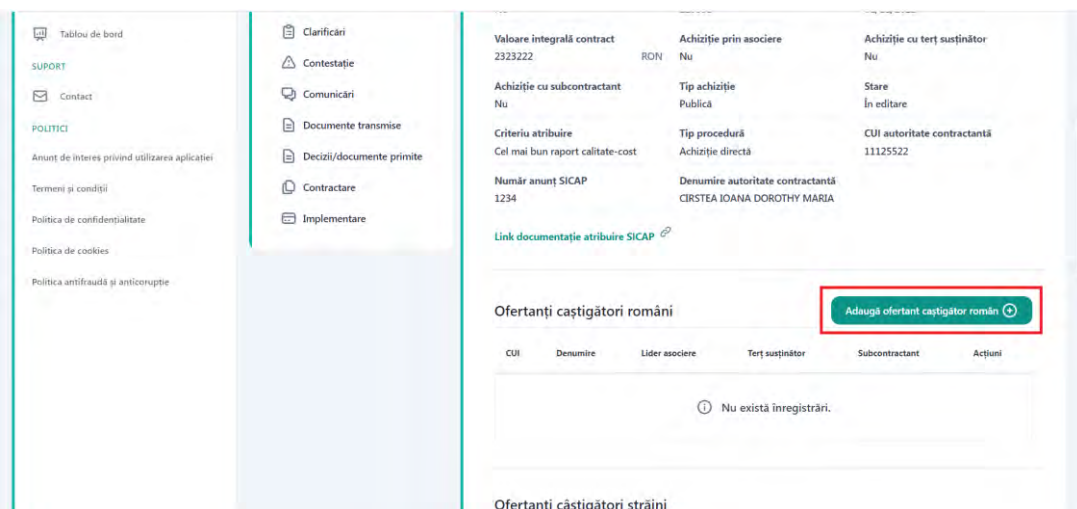 Tablou de bord
SUPORT
Contact
POLITICI
Anunț de interes privind utilizarea aplicației
Termeni și condiții
Politica de confidențialitate
Politica de cookies
Politica antifraudă și anticorupție
Clarificări
Contestație
Comunicări
Documente transmise
Decizii/documente primite
Contractare
Implementare
Valoare integrală contract Achiziție prin asociere Achiziție cu terț susținător
2323222 RON Nu Nu
Achiziție cu subcontractant Tip achiziție Stare
Nu Publică În editare
Criteriu atribuire Tip procedură CUI autoritate contractantă
Cel mai bun raport calitate-cost Achiziție directă 11125522
Număr anunț SICAP Denumire autoritate contractantă
1234 CIRSTEA IOANA DOROTHY MARIA
Link documentație atribuire SICAP
Ofertanți caștigători români Adaugă ofertant caștigător român
CUI Denumire Lider asociere Terț susținător Subcontractant Acțiuni
Nu există înregistrări.
Ofertanți câștigători străini